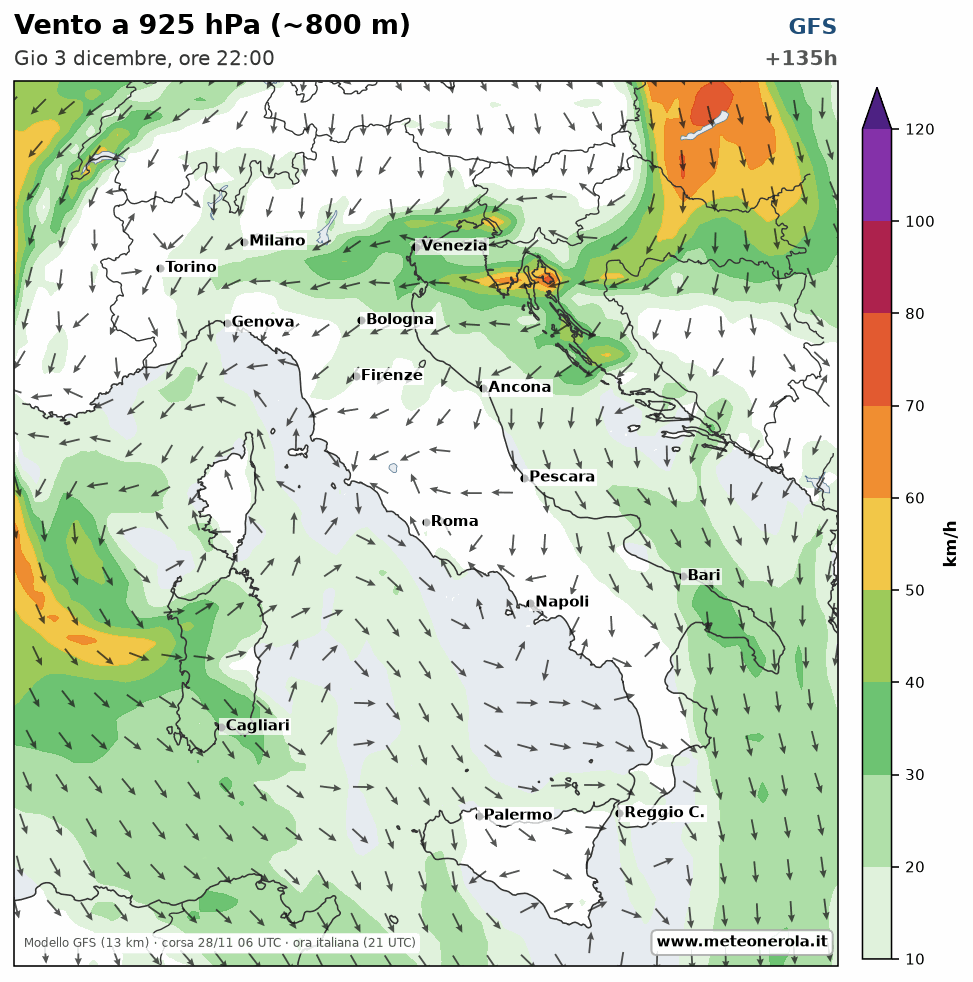 Vento a 925 hPa (~800 m)
GFS
Gio 3 dicembre, ore 22:00
+135h
Milano
Venezia
Torino
Genova
Bologna
Firenze
Ancona
Pescara
Roma
Bari
Napoli
Cagliari
Palermo
Reggio C.
120
100
80
70
60
50
40
30
20
10
km/h
Modello GFS (13 km) · corsa 28/11 06 UTC · ora italiana (21 UTC)
www.meteonerola.it